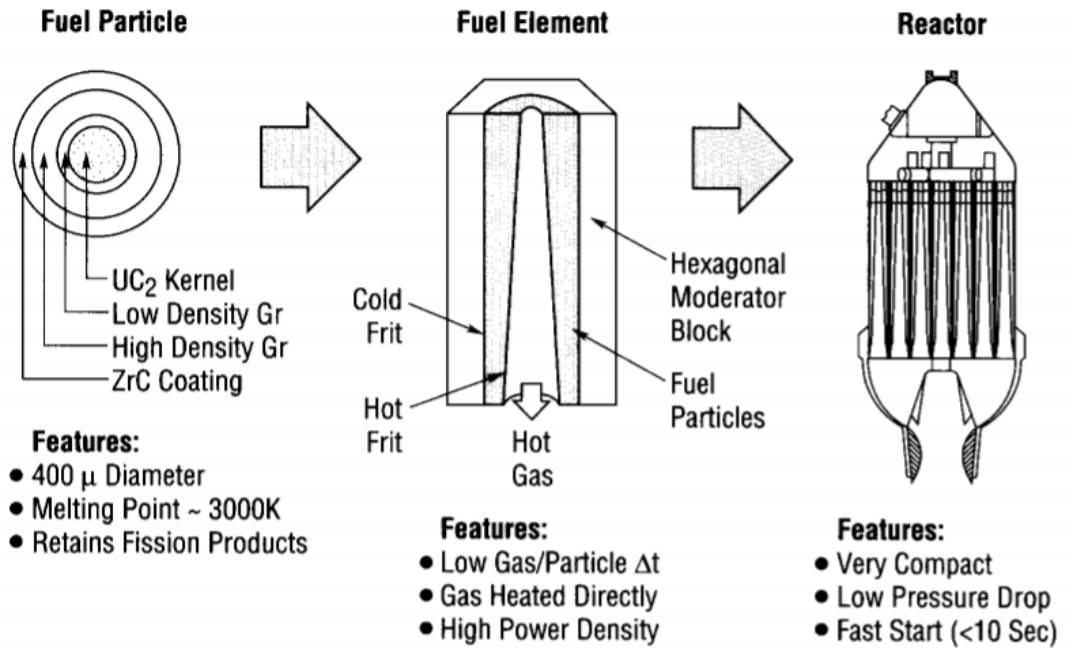 Fuel Particle
UC₂ Kernel
Low Density Gr
High Density Gr
ZrC Coating
Features:
● 400 μ Diameter
● Melting Point ~ 3000K
● Retains Fission Products
Fuel Element
Cold
Frit
Hot
Frit
Hot
Gas
Hexagonal
Moderator
Block
Fuel
Particles
Features:
● Low Gas/Particle Δt
● Gas Heated Directly
● High Power Density
Reactor
Features:
● Very Compact
● Low Pressure Drop
● Fast Start (<10 Sec)